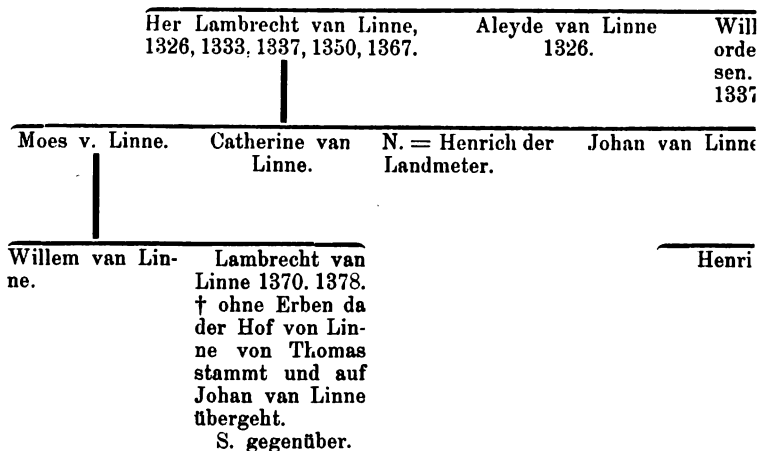 Her Lambrecht van Linne,
1326, 1333, 1337, 1350, 1367.
Aleyde van Linne
1326.
Will
orde
sen.
1337
Moes v. Linne.
Catherine van
Linne.
N. = Henrich der
Landmeter.
Johan van Linne
Willem van Lin-
ne.
Lambrecht van
Linne 1370. 1378.
† ohne Erben da
der Hof von Lin-
ne von Thomas
stammt und auf
Johan van Linne
übergeht.
S. gegenüber.
Henri